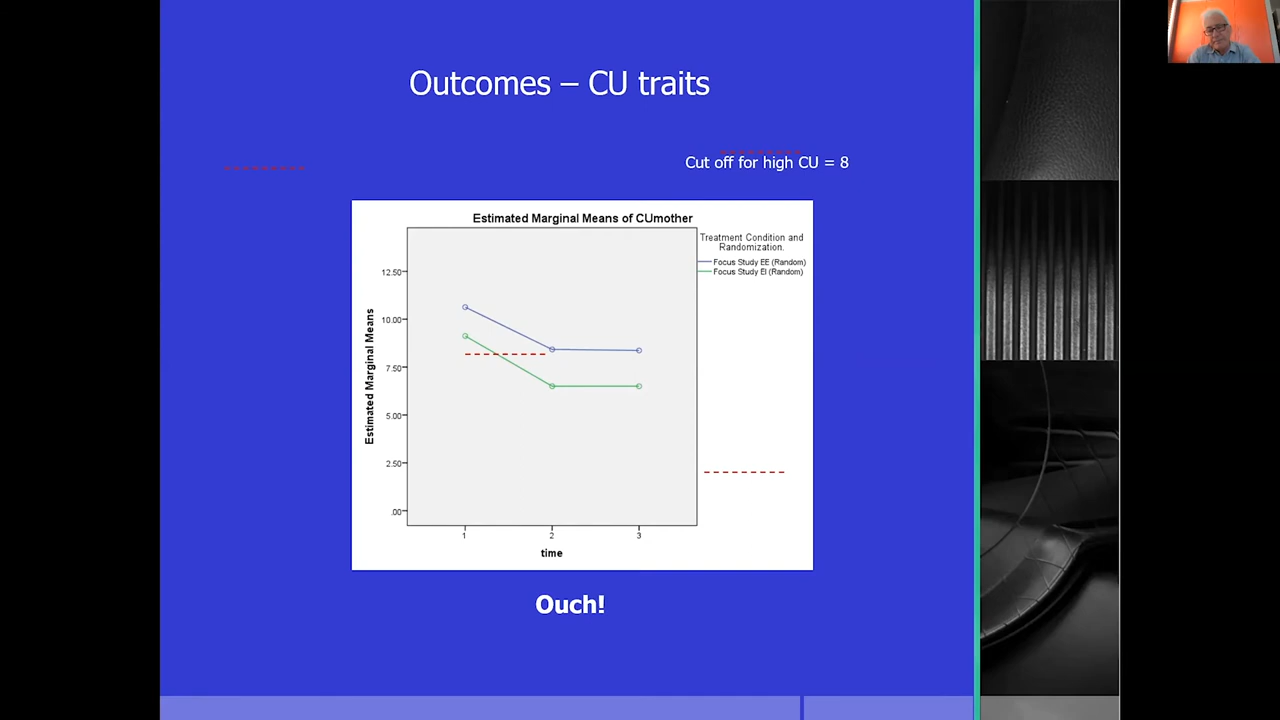 Outcomes – CU traits
Cut off for high CU = 8
Estimated Marginal Means of CUmother
Treatment Condition and
Randomization.
Focus Study EE (Random)
Focus Study EI (Random)
Estimated Marginal Means
12.50
10.00
7.50
5.00
2.50
.00
1 2 3
time
Ouch!